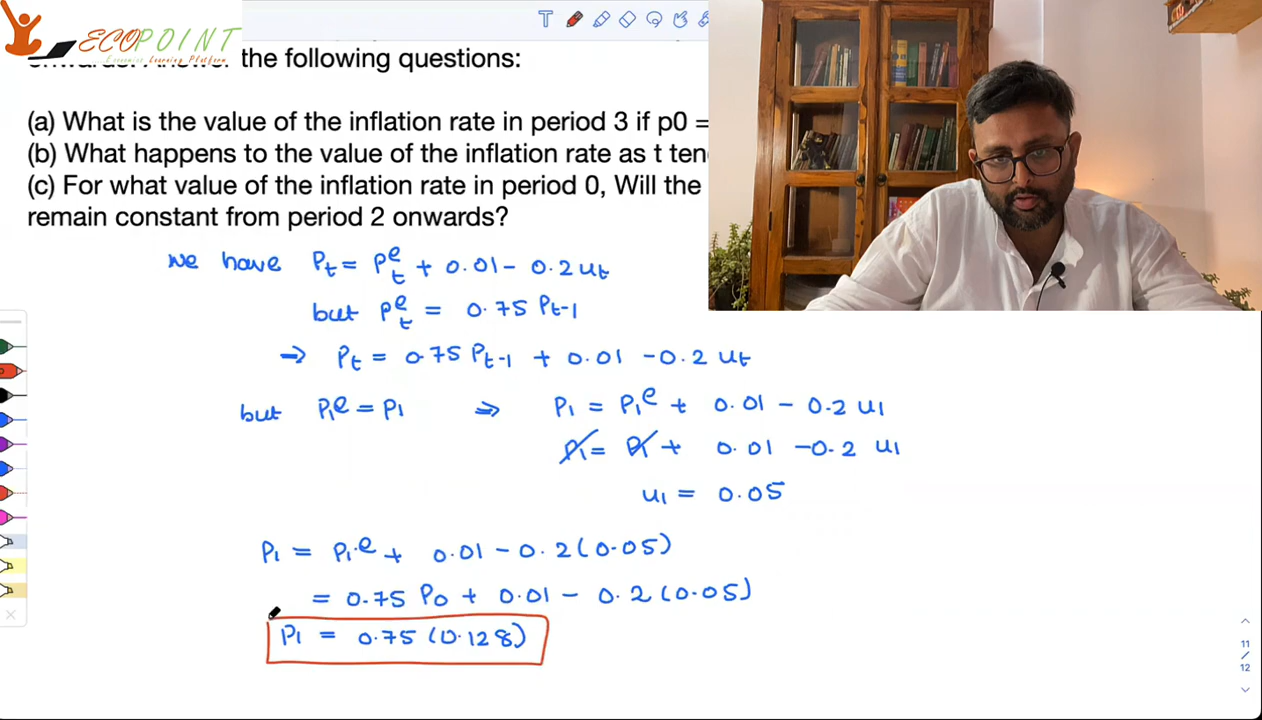 ECOPOINT
Economics Learning Platform
the following questions:
(a) What is the value of the inflation rate in period 3 if p0 =
(b) What happens to the value of the inflation rate as t ten
(c) For what value of the inflation rate in period 0, Will the
remain constant from period 2 onwards?
We have Pt = Pᵉt + 0.01 - 0.2 ut
but Pᵉt = 0.75 Pt-1
⇒ Pt = 0.75 Pt-1 + 0.01 - 0.2 ut
but P1ᵉ = P1 ⇒ P1 = P1ᵉ + 0.01 - 0.2 u1
P1 = P1 + 0.01 - 0.2 u1
u1 = 0.05
P1 = P1ᵉ + 0.01 - 0.2 (0.05)
= 0.75 P0 + 0.01 - 0.2 (0.05)
P1 = 0.75 (0.128)
11
/
12